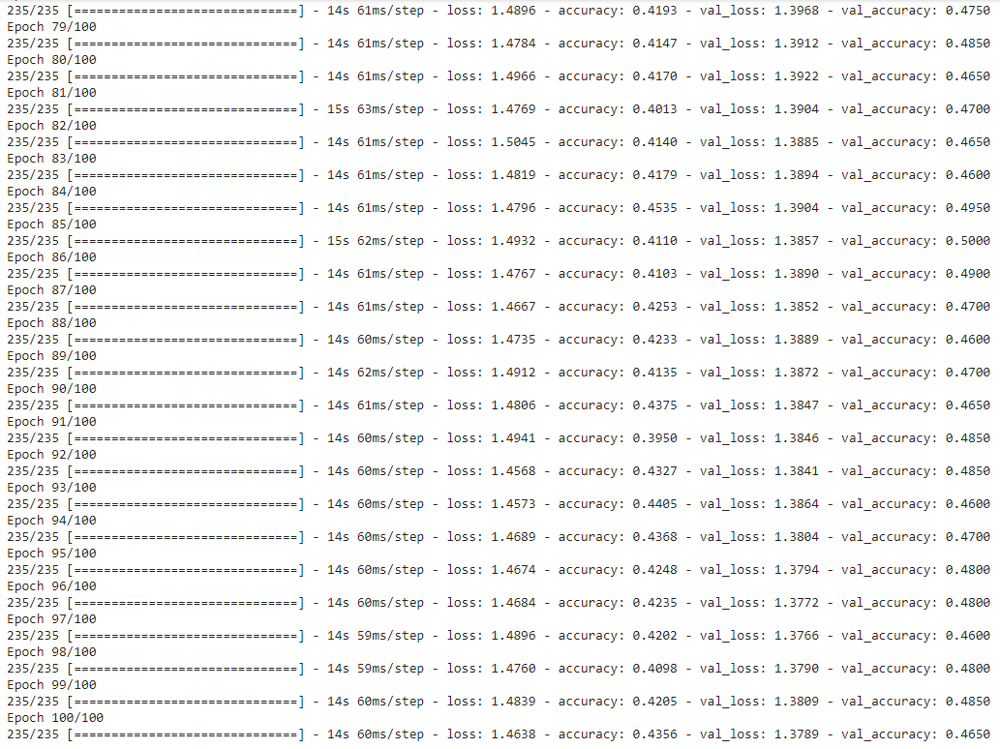 235/235 [==============================] - 14s 61ms/step - loss: 1.4896 - accuracy: 0.4193 - val_loss: 1.3968 - val_accuracy: 0.4750
Epoch 79/100
235/235 [==============================] - 14s 61ms/step - loss: 1.4784 - accuracy: 0.4147 - val_loss: 1.3912 - val_accuracy: 0.4850
Epoch 80/100
235/235 [==============================] - 14s 61ms/step - loss: 1.4966 - accuracy: 0.4170 - val_loss: 1.3922 - val_accuracy: 0.4650
Epoch 81/100
235/235 [==============================] - 15s 63ms/step - loss: 1.4769 - accuracy: 0.4013 - val_loss: 1.3904 - val_accuracy: 0.4700
Epoch 82/100
235/235 [==============================] - 14s 61ms/step - loss: 1.5045 - accuracy: 0.4140 - val_loss: 1.3885 - val_accuracy: 0.4650
Epoch 83/100
235/235 [==============================] - 14s 61ms/step - loss: 1.4819 - accuracy: 0.4179 - val_loss: 1.3894 - val_accuracy: 0.4600
Epoch 84/100
235/235 [==============================] - 14s 61ms/step - loss: 1.4796 - accuracy: 0.4535 - val_loss: 1.3904 - val_accuracy: 0.4950
Epoch 85/100
235/235 [==============================] - 15s 62ms/step - loss: 1.4932 - accuracy: 0.4110 - val_loss: 1.3857 - val_accuracy: 0.5000
Epoch 86/100
235/235 [==============================] - 14s 61ms/step - loss: 1.4767 - accuracy: 0.4103 - val_loss: 1.3890 - val_accuracy: 0.4900
Epoch 87/100
235/235 [==============================] - 14s 61ms/step - loss: 1.4667 - accuracy: 0.4253 - val_loss: 1.3852 - val_accuracy: 0.4700
Epoch 88/100
235/235 [==============================] - 14s 60ms/step - loss: 1.4735 - accuracy: 0.4233 - val_loss: 1.3889 - val_accuracy: 0.4600
Epoch 89/100
235/235 [==============================] - 14s 62ms/step - loss: 1.4912 - accuracy: 0.4135 - val_loss: 1.3872 - val_accuracy: 0.4700
Epoch 90/100
235/235 [==============================] - 14s 61ms/step - loss: 1.4806 - accuracy: 0.4375 - val_loss: 1.3847 - val_accuracy: 0.4650
Epoch 91/100
235/235 [==============================] - 14s 60ms/step - loss: 1.4941 - accuracy: 0.3950 - val_loss: 1.3846 - val_accuracy: 0.4850
Epoch 92/100
235/235 [==============================] - 14s 60ms/step - loss: 1.4568 - accuracy: 0.4327 - val_loss: 1.3841 - val_accuracy: 0.4850
Epoch 93/100
235/235 [==============================] - 14s 60ms/step - loss: 1.4573 - accuracy: 0.4405 - val_loss: 1.3864 - val_accuracy: 0.4600
Epoch 94/100
235/235 [==============================] - 14s 60ms/step - loss: 1.4689 - accuracy: 0.4368 - val_loss: 1.3804 - val_accuracy: 0.4700
Epoch 95/100
235/235 [==============================] - 14s 60ms/step - loss: 1.4674 - accuracy: 0.4248 - val_loss: 1.3794 - val_accuracy: 0.4800
Epoch 96/100
235/235 [==============================] - 14s 60ms/step - loss: 1.4684 - accuracy: 0.4235 - val_loss: 1.3772 - val_accuracy: 0.4800
Epoch 97/100
235/235 [==============================] - 14s 59ms/step - loss: 1.4896 - accuracy: 0.4202 - val_loss: 1.3766 - val_accuracy: 0.4600
Epoch 98/100
235/235 [==============================] - 14s 59ms/step - loss: 1.4760 - accuracy: 0.4098 - val_loss: 1.3790 - val_accuracy: 0.4800
Epoch 99/100
235/235 [==============================] - 14s 60ms/step - loss: 1.4839 - accuracy: 0.4205 - val_loss: 1.3809 - val_accuracy: 0.4850
Epoch 100/100
235/235 [==============================] - 14s 60ms/step - loss: 1.4638 - accuracy: 0.4356 - val_loss: 1.3789 - val_accuracy: 0.4650